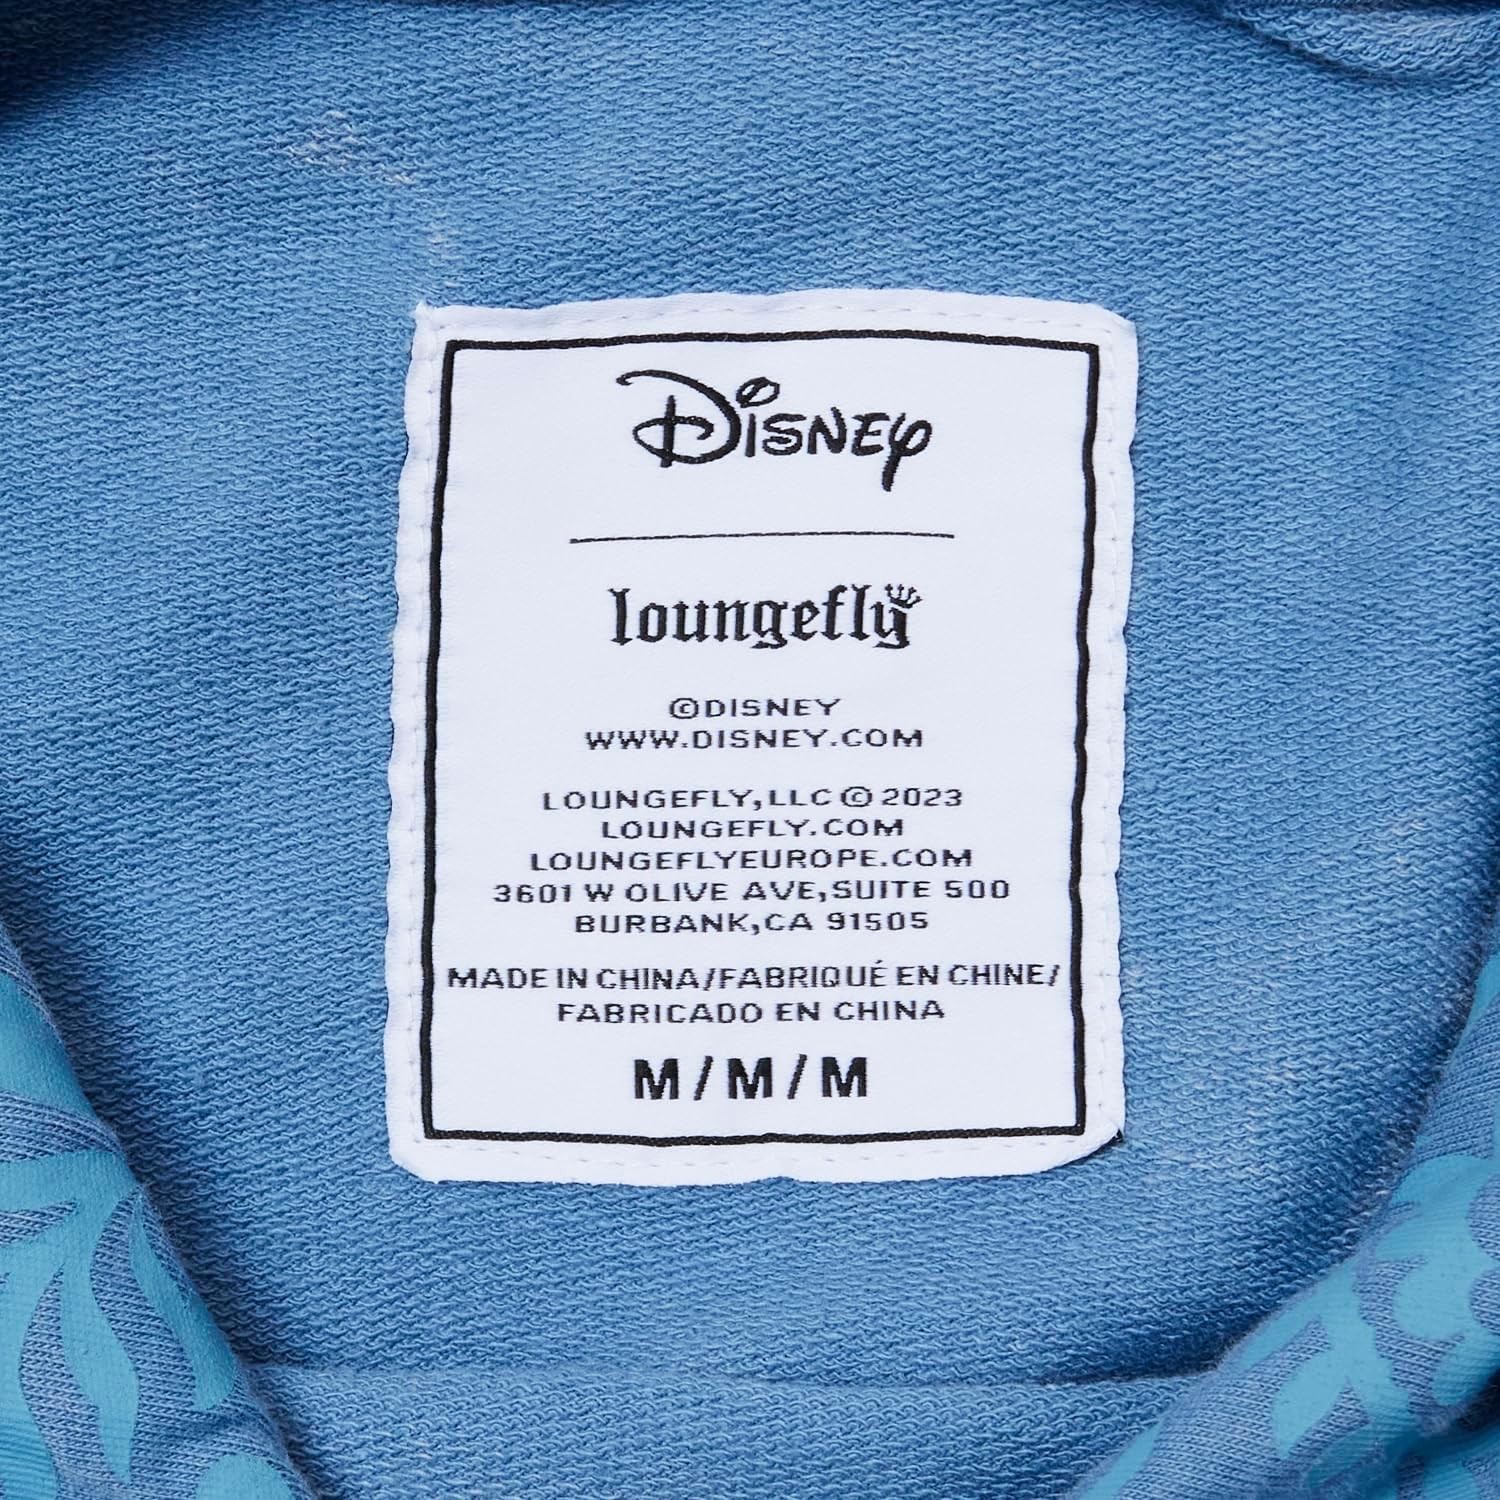 Disney
loungefly
©DISNEY
WWW.DISNEY.COM
LOUNGEFLY,LLC © 2023
LOUNGEFLY.COM
LOUNGEFLYEUROPE.COM
3601 W OLIVE AVE,SUITE 500
BURBANK,CA 91505
MADE IN CHINA/FABRIQUÉ EN CHINE/
FABRICADO EN CHINA
M/M/M